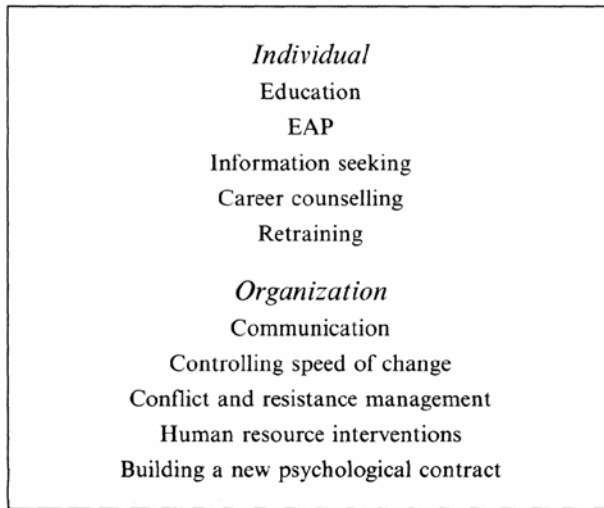 Individual
Education
EAP
Information seeking
Career counselling
Retraining
Organization
Communication
Controlling speed of change
Conflict and resistance management
Human resource interventions
Building a new psychological contract